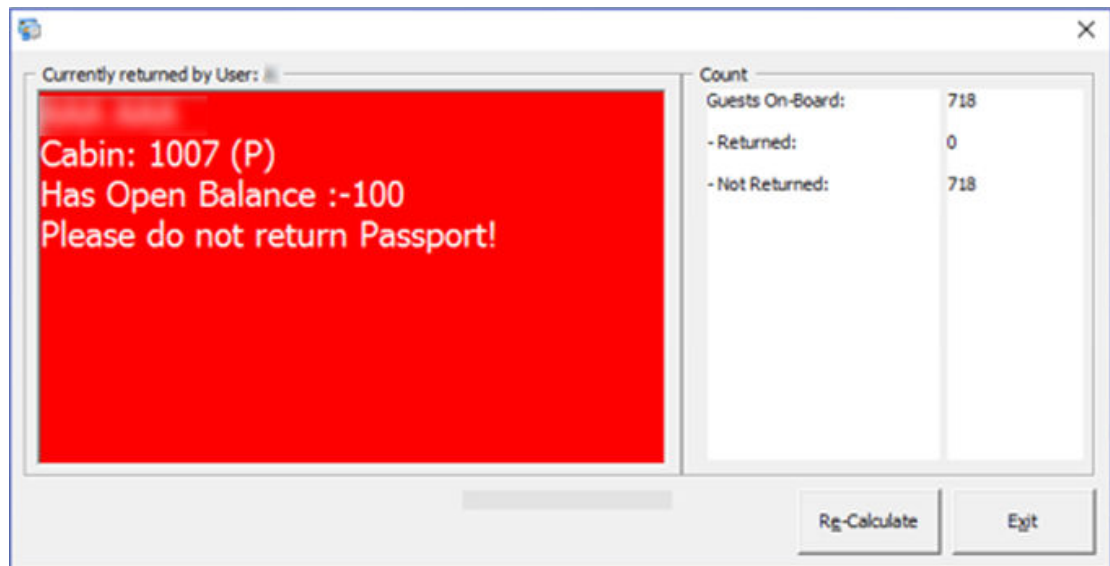 Currently returned by User:
Cabin: 1007 (P)
Has Open Balance :-100
Please do not return Passport!
Count
Guests On-Board: 718
- Returned: 0
- Not Returned: 718
Re-Calculate
Exit